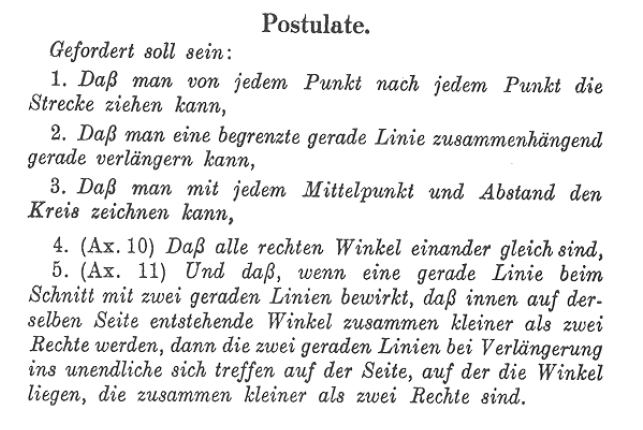 Postulate.
Gefordert soll sein:
1. Daß man von jedem Punkt nach jedem Punkt die
Strecke ziehen kann,
2. Daß man eine begrenzte gerade Linie zusammenhängend
gerade verlängern kann,
3. Daß man mit jedem Mittelpunkt und Abstand den
Kreis zeichnen kann,
4. (Ax. 10) Daß alle rechten Winkel einander gleich sind,
5. (Ax. 11) Und daß, wenn eine gerade Linie beim
Schnitt mit zwei geraden Linien bewirkt, daß innen auf der-
selben Seite entstehende Winkel zusammen kleiner als zwei
Rechte werden, dann die zwei geraden Linien bei Verlängerung
ins unendliche sich treffen auf der Seite, auf der die Winkel
liegen, die zusammen kleiner als zwei Rechte sind.